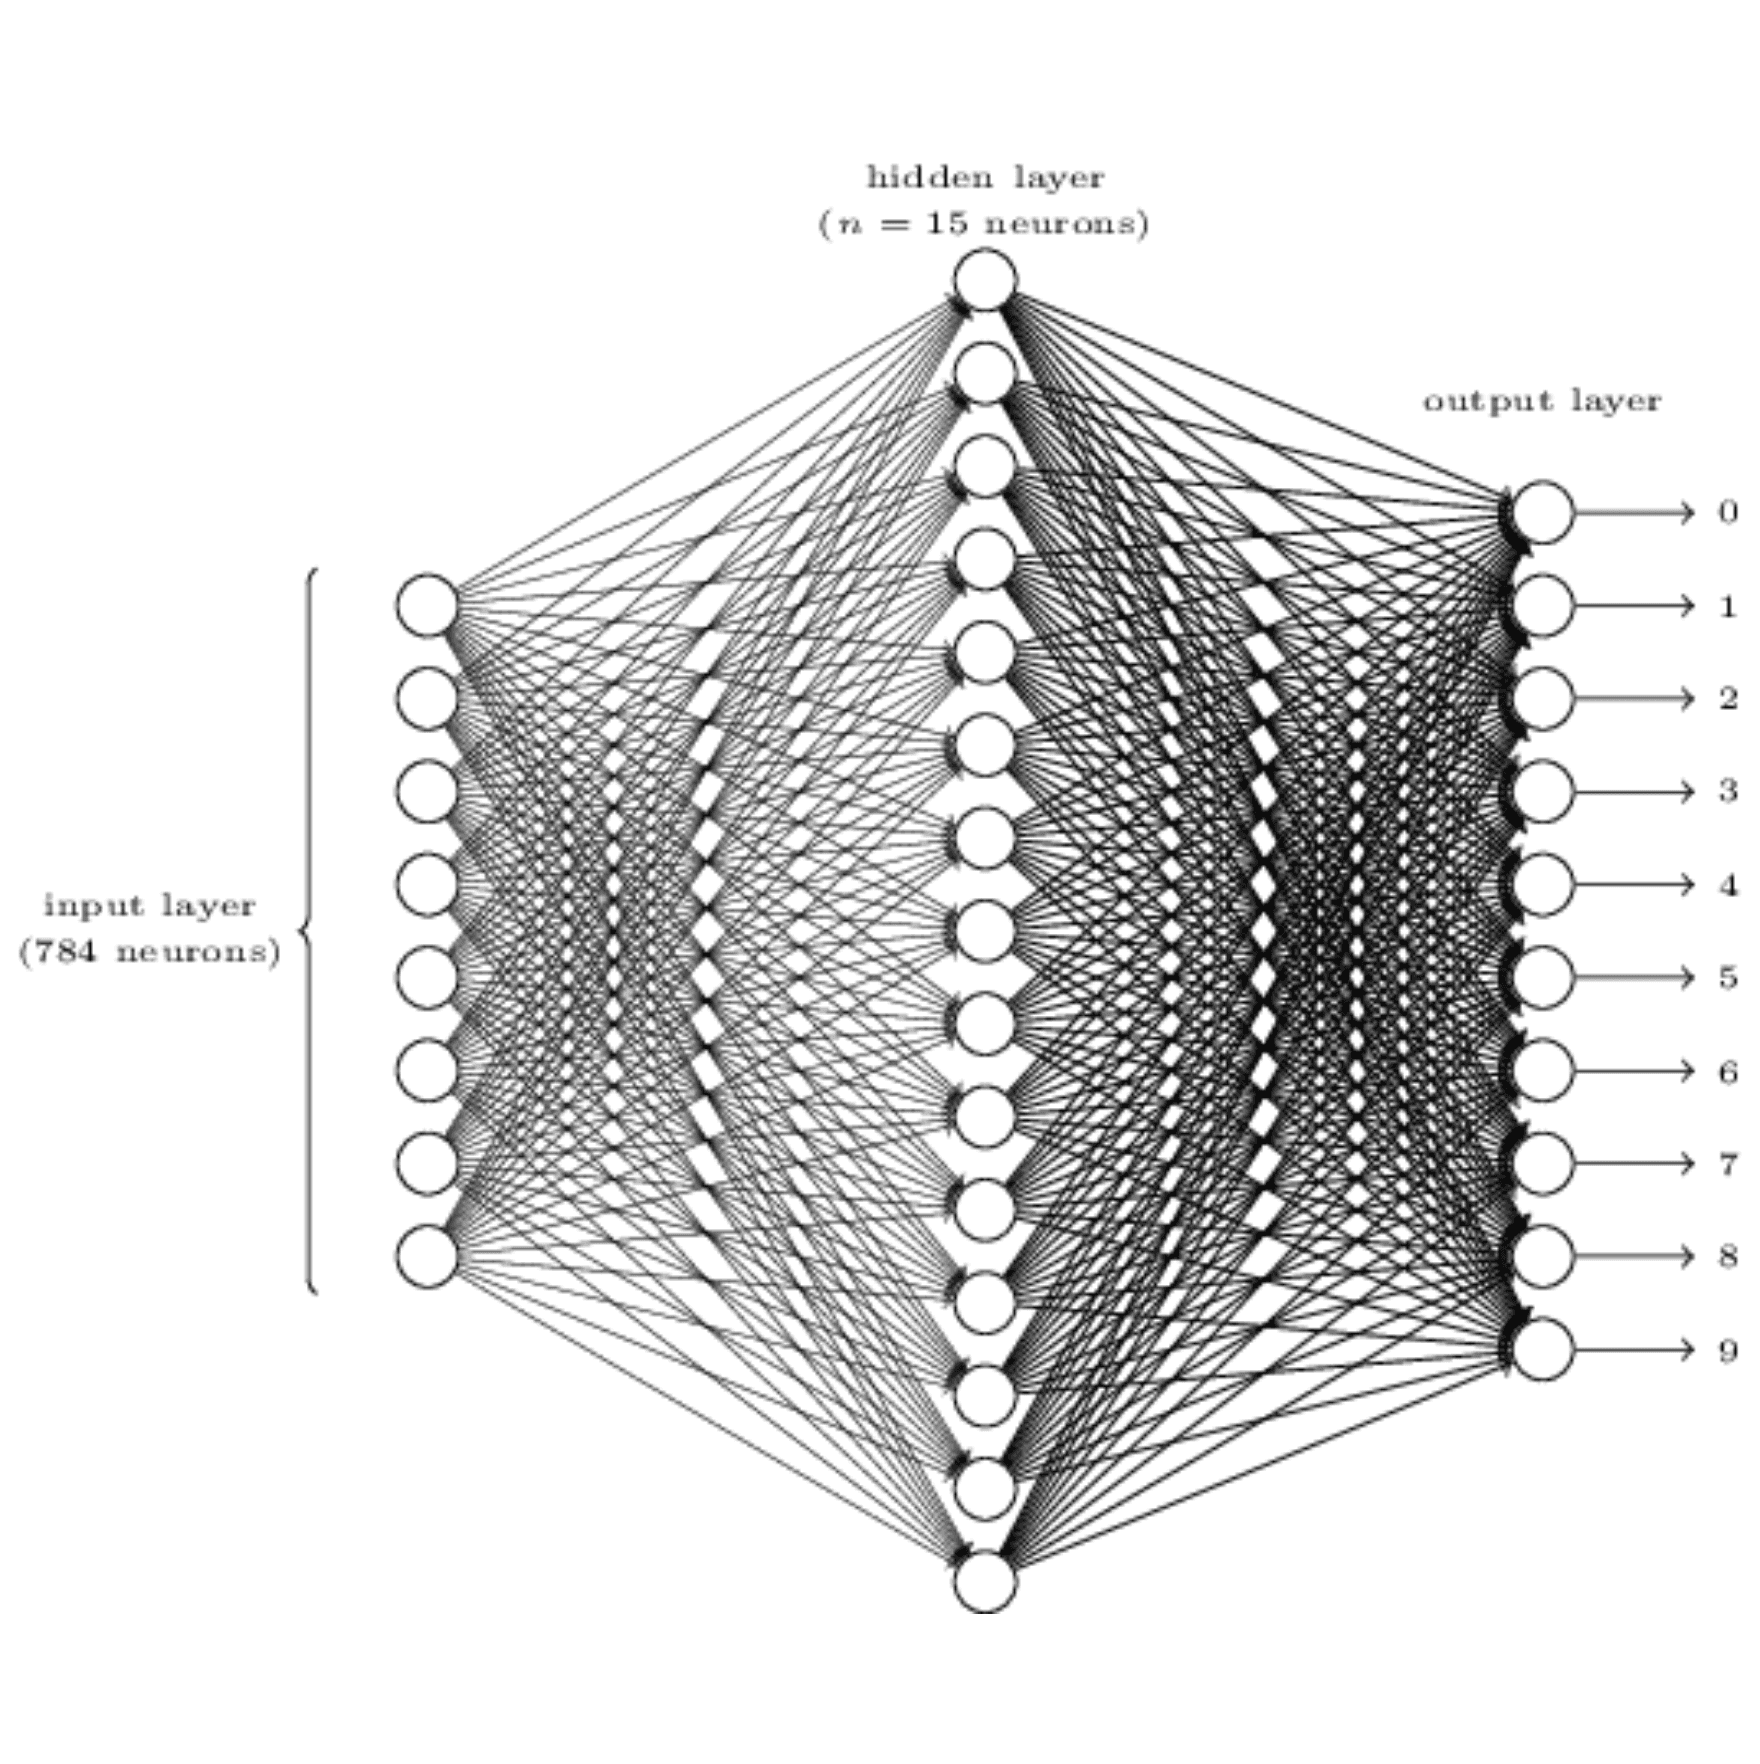 hidden layer
(n = 15 neurons)
output layer
0
1
2
3
input layer
(784 neurons)
4
5
6
7
8
9